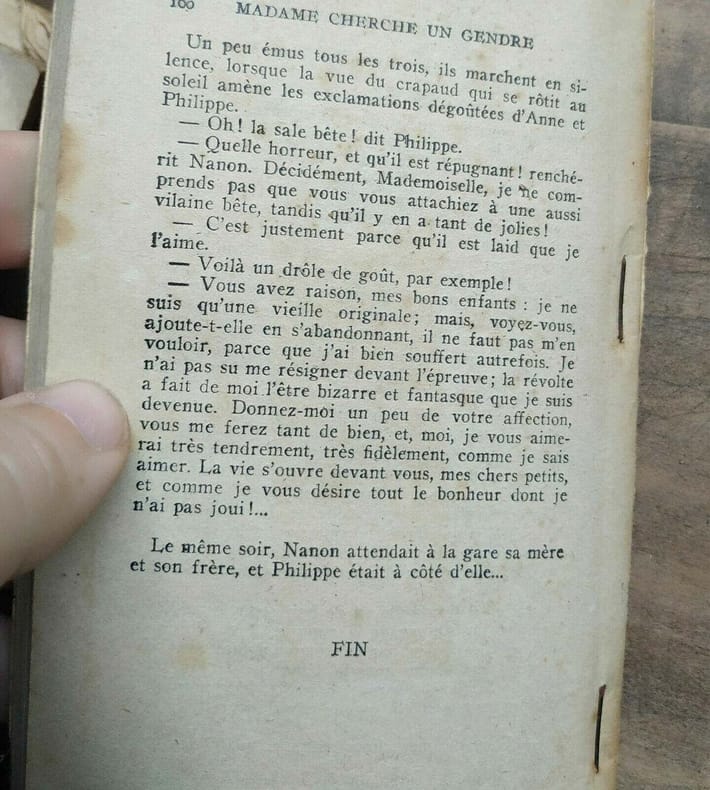 160 MADAME CHERCHE UN GENDRE
Un peu émus tous les trois, ils marchent en si-
lence, lorsque la vue du crapaud qui se rôtit au
soleil amène les exclamations dégoûtées d'Anne et
Philippe.
— Oh! la sale bête! dit Philippe.
— Quelle horreur, et qu'il est répugnant! renché-
rit Nanon. Décidément, Mademoiselle, je ne com-
prends pas que vous vous attachiez à une aussi
vilaine bête, tandis qu'il y en a tant de jolies!
— C'est justement parce qu'il est laid que je
l'aime.
— Voilà un drôle de goût, par exemple!
— Vous avez raison, mes bons enfants : je ne
suis qu'une vieille originale; mais, voyez-vous,
ajoute-t-elle en s'abandonnant, il ne faut pas m'en
vouloir, parce que j'ai bien souffert autrefois. Je
n'ai pas su me résigner devant l'épreuve; la révolte
a fait de moi l'être bizarre et fantasque que je suis
devenue. Donnez-moi un peu de votre affection,
vous me ferez tant de bien, et, moi, je vous aime-
rai très tendrement, très fidèlement, comme je sais
aimer. La vie s'ouvre devant vous, mes chers petits,
et comme je vous désire tout le bonheur dont je
n'ai pas joui!...
Le même soir, Nanon attendait à la gare sa mère
et son frère, et Philippe était à côté d'elle...
FIN